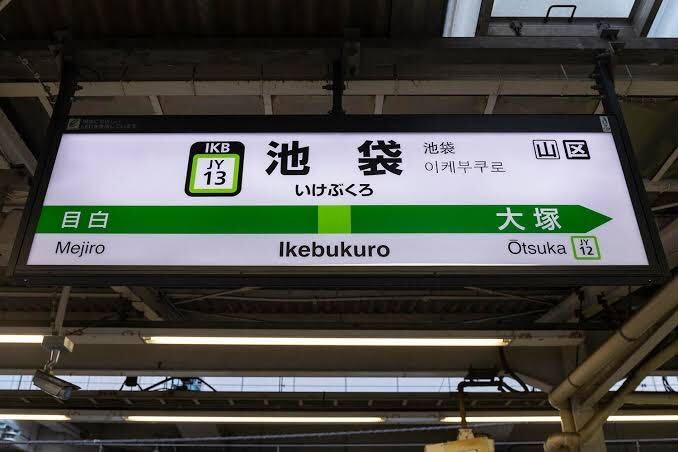 IKB
JY
13
池袋
いけぶくろ
池袋
이케부쿠로
山 区
目白
大塚
Mejiro
Ikebukuro
Ōtsuka
JY
12